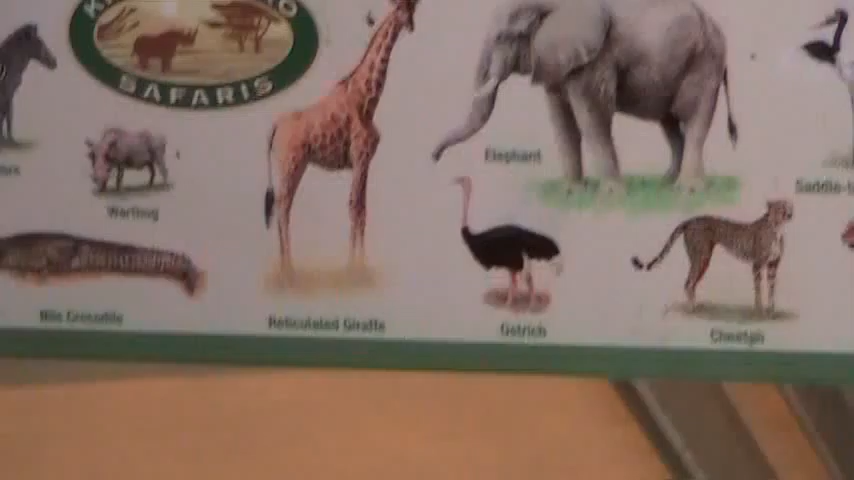 SAFARIS
Elephant
Warthog
Nile Crocodile
Reticulated Giraffe
Ostrich
Cheetah